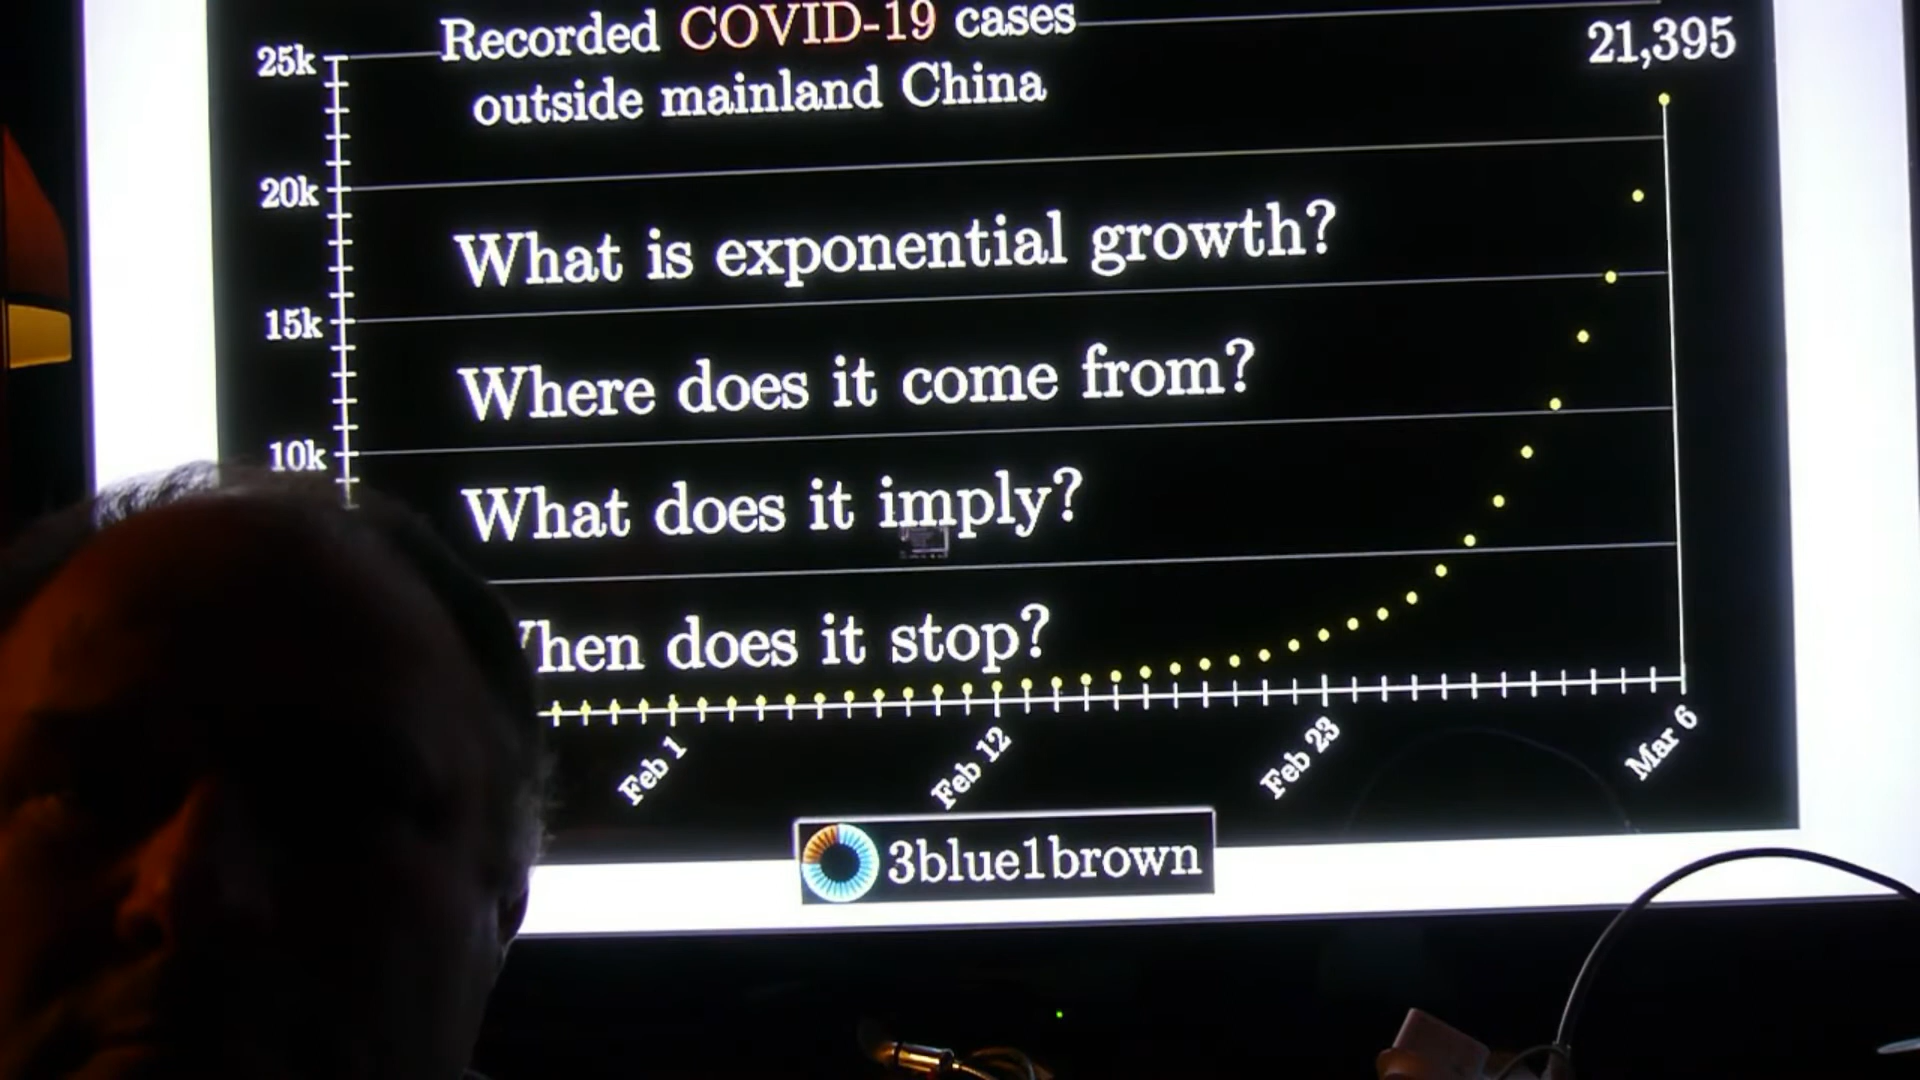 Recorded COVID-19 cases
outside mainland China
21,395
25k
20k
What is exponential growth?
15k
Where does it come from?
10k
What does it imply?
hen does it stop?
Feb 1
Feb 12
Feb 23
Mar 6
3blue1brown